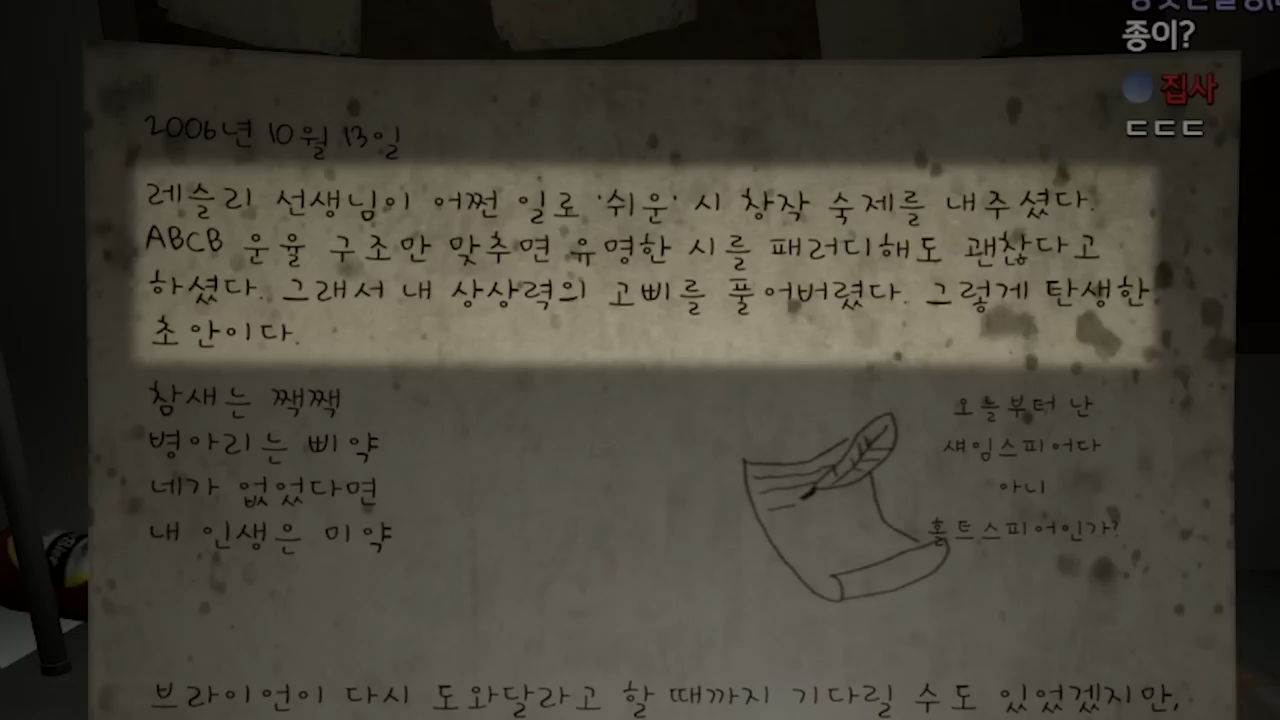 종이?
집사
ㄷㄷㄷ
2006년 10월 13일
레슬리 선생님이 어쩐 일로 '쉬운' 시 창작 숙제를 내주셨다.
ABCB 운율 구조만 맞추면 유명한 시를 패러디해도 괜찮다고
하셨다. 그래서 내 상상력의 고삐를 풀어버렸다. 그렇게 탄생한
초안이다.
참새는 짹짹
병아리는 삐약
네가 없었다면
내 인생은 미약
오늘부터 난
셰임스피어다
아니
홀트스피어인가?
브라이언이 다시 도와달라고 할 때까지 기다릴 수도 있었겠지만,